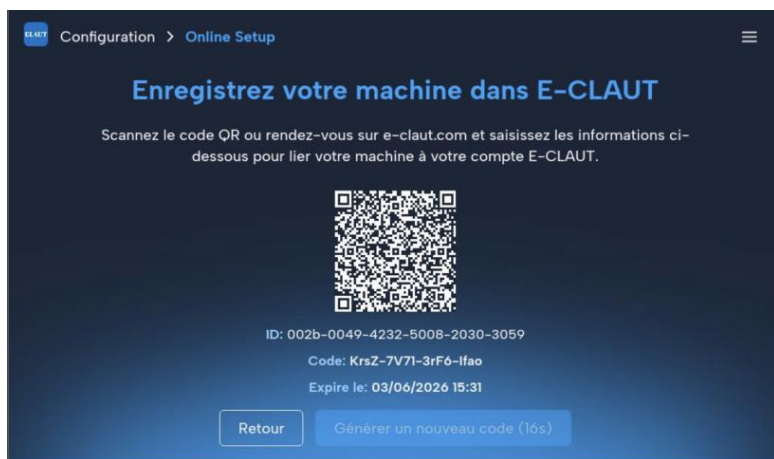 ELAUT Configuration > Online Setup
Enregistrez votre machine dans E-CLAUT
Scannez le code QR ou rendez-vous sur e-claut.com et saisissez les informations ci-
dessous pour lier votre machine à votre compte E-CLAUT.
ID: 002b-0049-4232-5008-2030-3059
Code: KrsZ-7V71-3rF6-Ifao
Expire le: 03/06/2026 15:31
Retour Générer un nouveau code (16s)